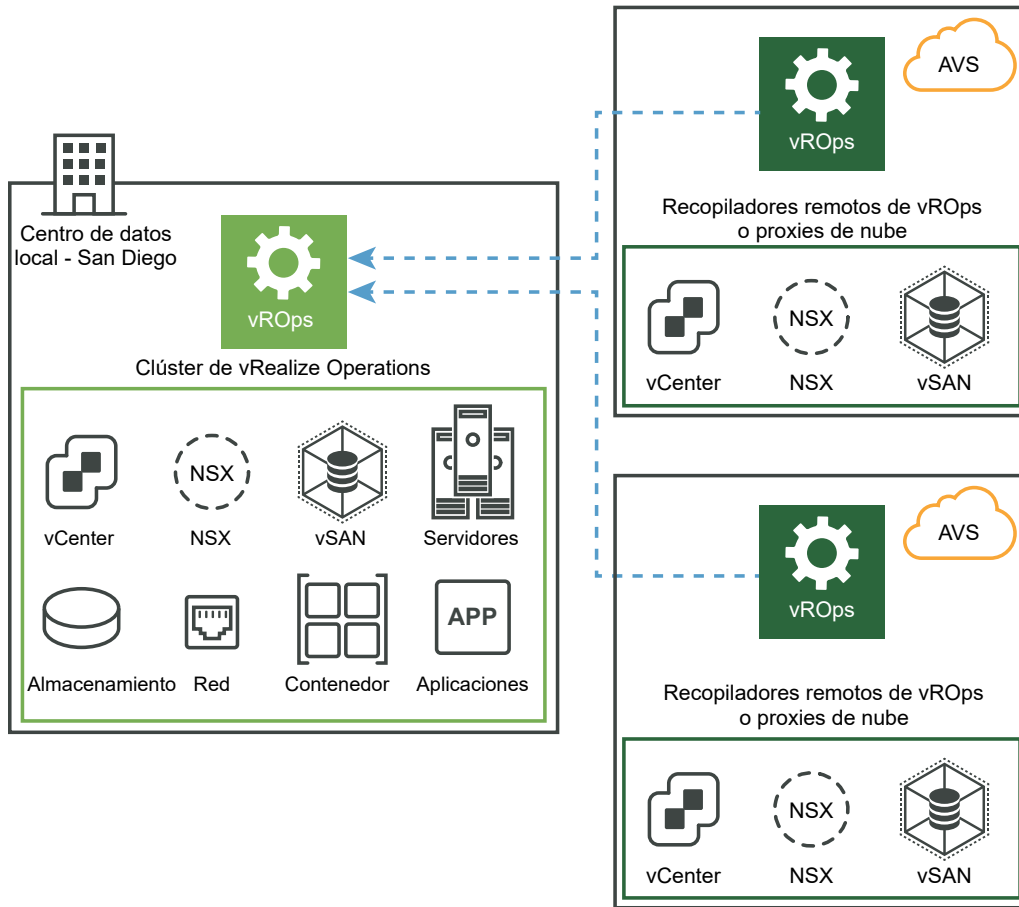 Centro de datos
local - San Diego
vROps
Clúster de vRealize Operations
vCenter
NSX
NSX
vSAN
Servidores
Almacenamiento
Red
Contenedor
APP
Aplicaciones
AVS
vROps
Recopiladores remotos de vROps
o proxies de nube
vCenter
NSX
NSX
vSAN
AVS
vROps
Recopiladores remotos de vROps
o proxies de nube
vCenter
NSX
NSX
vSAN